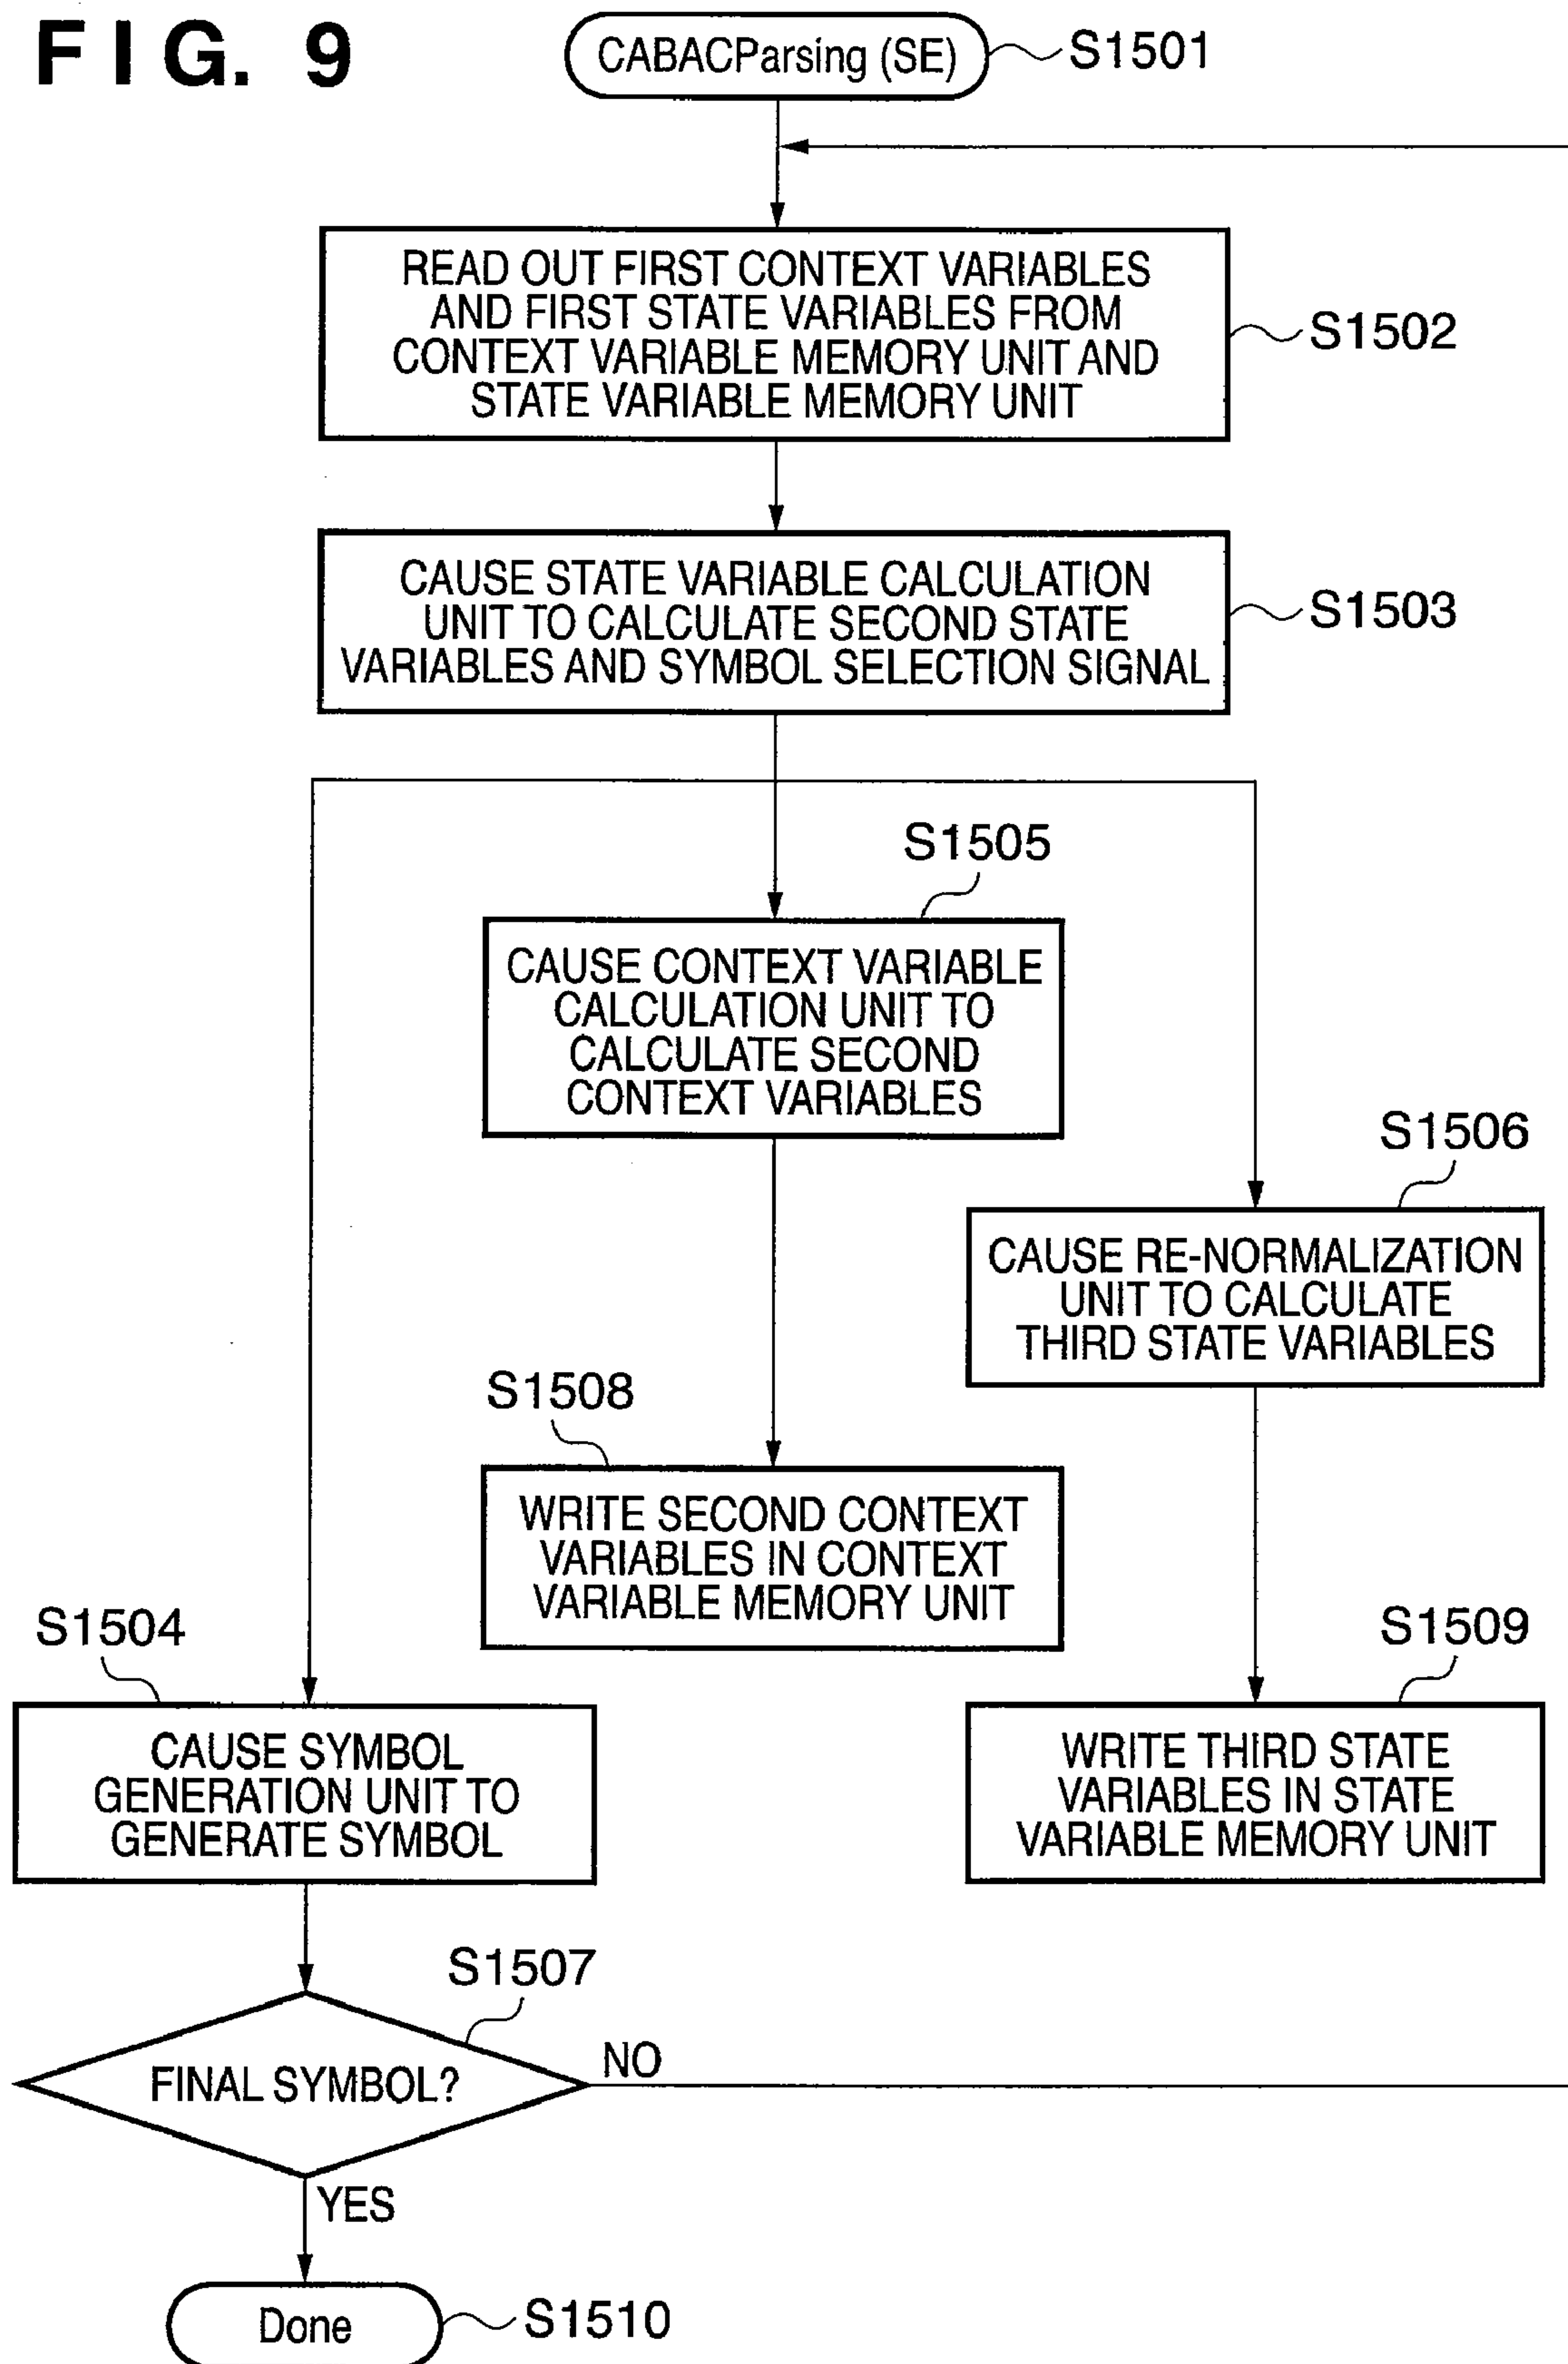 FIG. 9
CABACParsing (SE)
S1501
READ OUT FIRST CONTEXT VARIABLES
AND FIRST STATE VARIABLES FROM
CONTEXT VARIABLE MEMORY UNIT AND
STATE VARIABLE MEMORY UNIT
S1502
CAUSE STATE VARIABLE CALCULATION
UNIT TO CALCULATE SECOND STATE
VARIABLES AND SYMBOL SELECTION SIGNAL
S1503
S1505
CAUSE CONTEXT VARIABLE
CALCULATION UNIT TO
CALCULATE SECOND
CONTEXT VARIABLES
S1506
CAUSE RE-NORMALIZATION
UNIT TO CALCULATE
THIRD STATE VARIABLES
S1508
WRITE SECOND CONTEXT
VARIABLES IN CONTEXT
VARIABLE MEMORY UNIT
S1504
CAUSE SYMBOL
GENERATION UNIT TO
GENERATE SYMBOL
S1509
WRITE THIRD STATE
VARIABLES IN STATE
VARIABLE MEMORY UNIT
S1507
FINAL SYMBOL?
NO
YES
Done
S1510